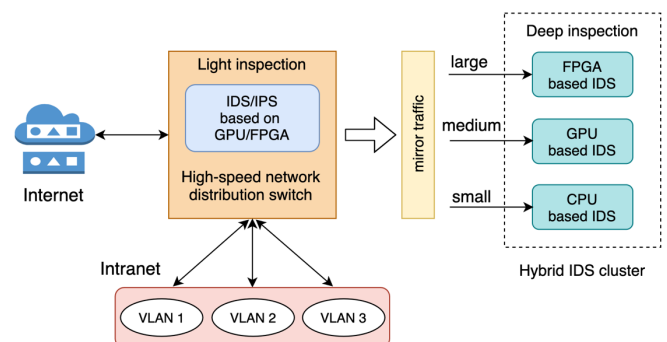 Internet
Light inspection
IDS/IPS
based on
GPU/FPGA
High-speed network
distribution switch
Intranet
VLAN 1
VLAN 2
VLAN 3
mirror traffic
large
medium
small
Deep inspection
FPGA
based IDS
GPU
based IDS
CPU
based IDS
Hybrid IDS cluster